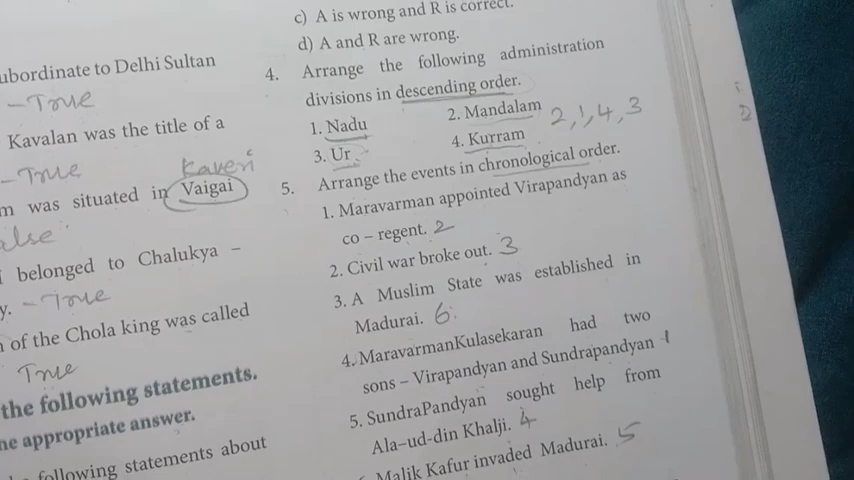 ubordinate to Delhi Sultan
- True
Kavalan was the title of a
- True
Kaveri
m was situated in Vaigai
alse
I belonged to Chalukya –
y. - True
n of the Chola king was called
True
the following statements.
ne appropriate answer.
following statements about
c) A is wrong and R is correct.
d) A and R are wrong.
4. Arrange the following administration
divisions in descending order.
1. Nadu 2. Mandalam
3. Ur 4. Kurram 2,1,4,3
5. Arrange the events in chronological order.
1. Maravarman appointed Virapandyan as
co – regent. 2
2. Civil war broke out. 3
3. A Muslim State was established in
Madurai. 6
4. MaravarmanKulasekaran had two
sons – Virapandyan and Sundrapandyan 1
5. SundraPandyan sought help from
Ala–ud-din Khalji. 4
Malik Kafur invaded Madurai. 5